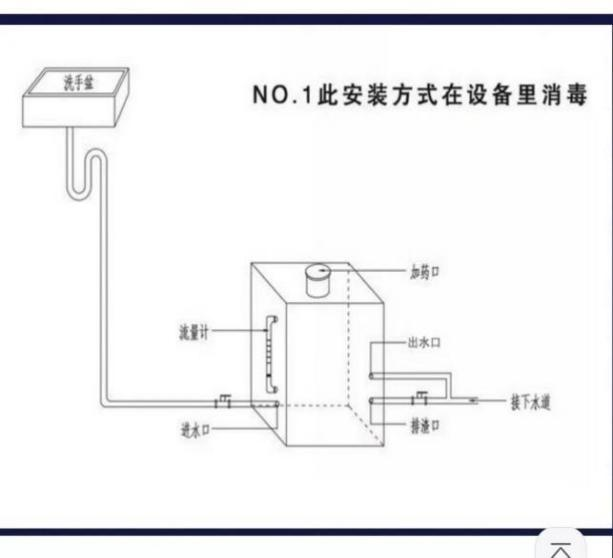 洗手盆
NO.1此安装方式在设备里消毒
加药口
流量计
出水口
接下水道
进水口
排渣口